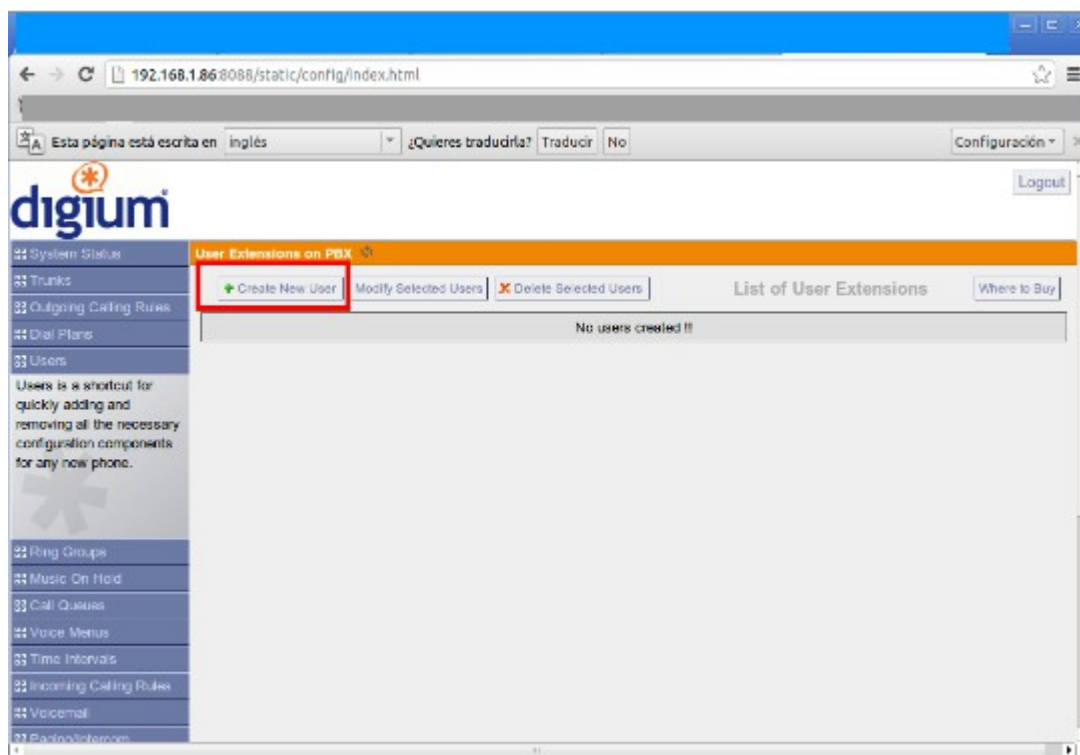 192.168.1.86:8088/static/config/index.html
Esta página está escrita en inglés ¿Quieres traducirla? Traducir No Configuración
digium
Logout
System Status
User Extensions on PBX
Trunks
Create New User Modify Selected Users Delete Selected Users List of User Extensions Where to Buy
Outgoing Calling Rules
Dial Plans
No users created !!!
Users
Users is a shortcut for
quickly adding and
removing all the necessary
configuration components
for any new phone.
Ring Groups
Music On Hold
Call Queues
Voice Menus
Time Intervals
Incoming Calling Rules
Voicemail
Paging/Intercom